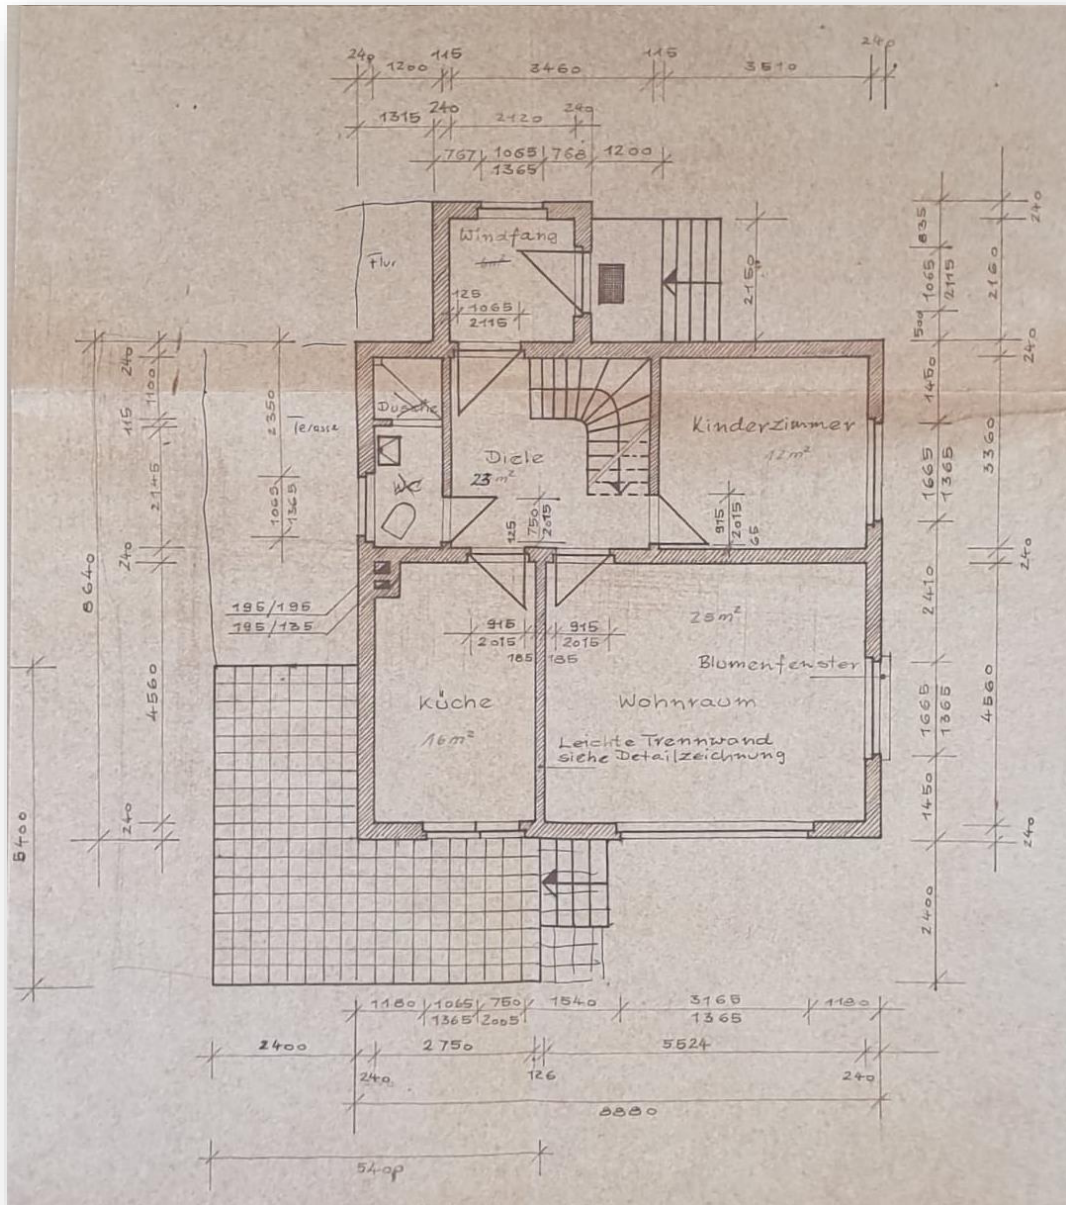 240 1200 115 3460 115 3510 240
1315 240 2120 240
767 1065 768 1200
1365
Windfang
Flur
125
1065
2115
2150
835
1065
2115
500
2160
240
240
240
1100
115
2145
240
8640
4560
240
5400
2350
1065
1365
Terasse
Dusche
WC
Diele
23 m²
125
750
2015
Kinderzimmer
12 m²
915
2015
65
1450
1665
1365
3360
240
2410
1665
1365
4560
1450
240
2400
195/195
195/135
915
2015
185
915
2015
185
25m²
Blumenfenster
Küche
16 m²
Wohnraum
Leichte Trennwand
siehe Detailzeichnung
1180 1065 750 1540 3165 1180
1365 2005 1365
2400 2750 5524
240 126 240
8880
5400